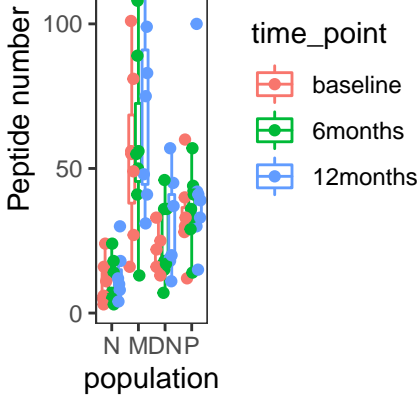 Peptide number
100
50
0
N MDNP
population
time_point
baseline
6months
12months